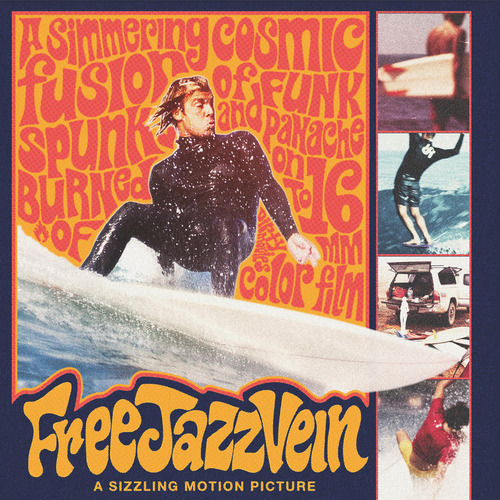 A Simmering cosmic
fusion of FUNK
spunk and panache
BURNED on to 16
OF MM
color film
FreeJazzVein
A SIZZLING MOTION PICTURE